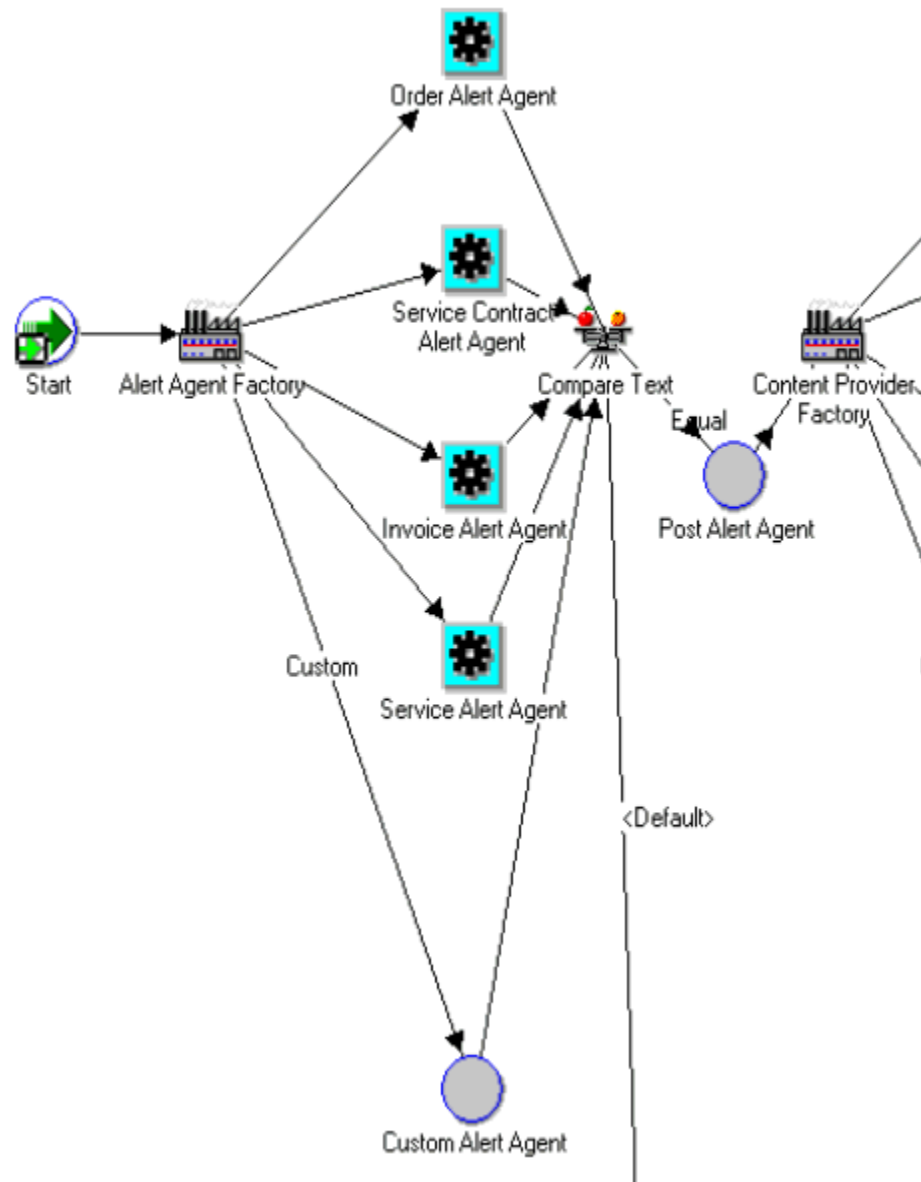 Order Alert Agent
Service Contract
Alert Agent
Start
Alert Agent Factory
Compare Text
Equal
Content Provider
Factory
Invoice Alert Agent
Post Alert Agent
Custom
Service Alert Agent
<Default>
Custom Alert Agent